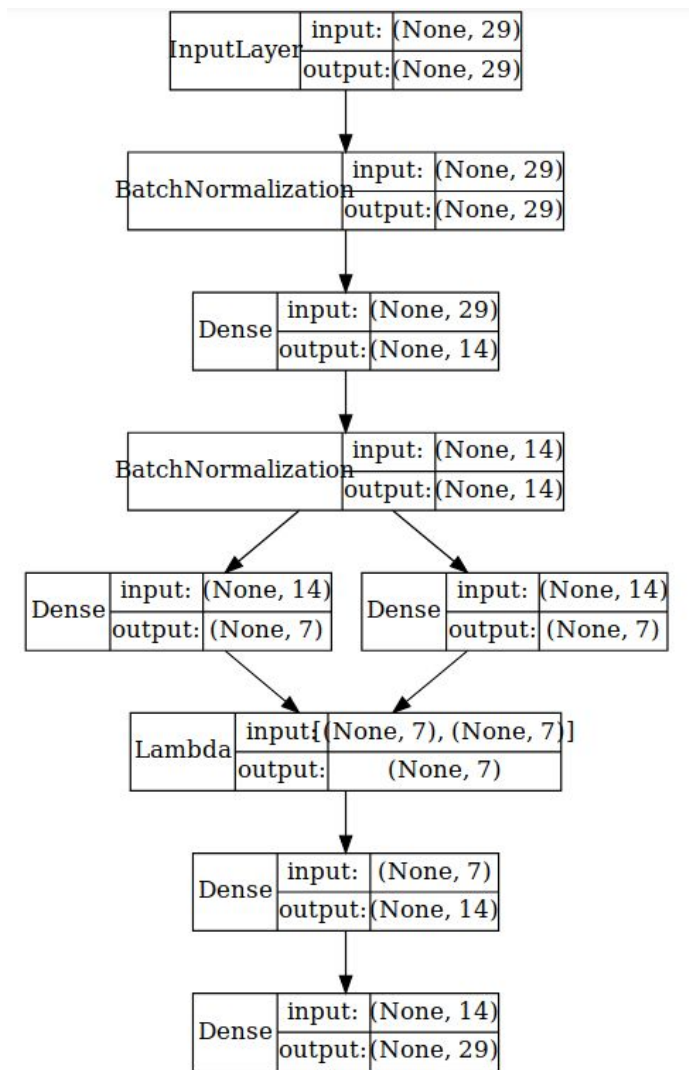 InputLayer input: (None, 29)
output: (None, 29)
BatchNormalization input: (None, 29)
output: (None, 29)
Dense input: (None, 29)
output: (None, 14)
BatchNormalization input: (None, 14)
output: (None, 14)
Dense input: (None, 14)
output: (None, 7)
Dense input: (None, 14)
output: (None, 7)
Lambda input: [(None, 7), (None, 7)]
output: (None, 7)
Dense input: (None, 7)
output: (None, 14)
Dense input: (None, 14)
output: (None, 29)